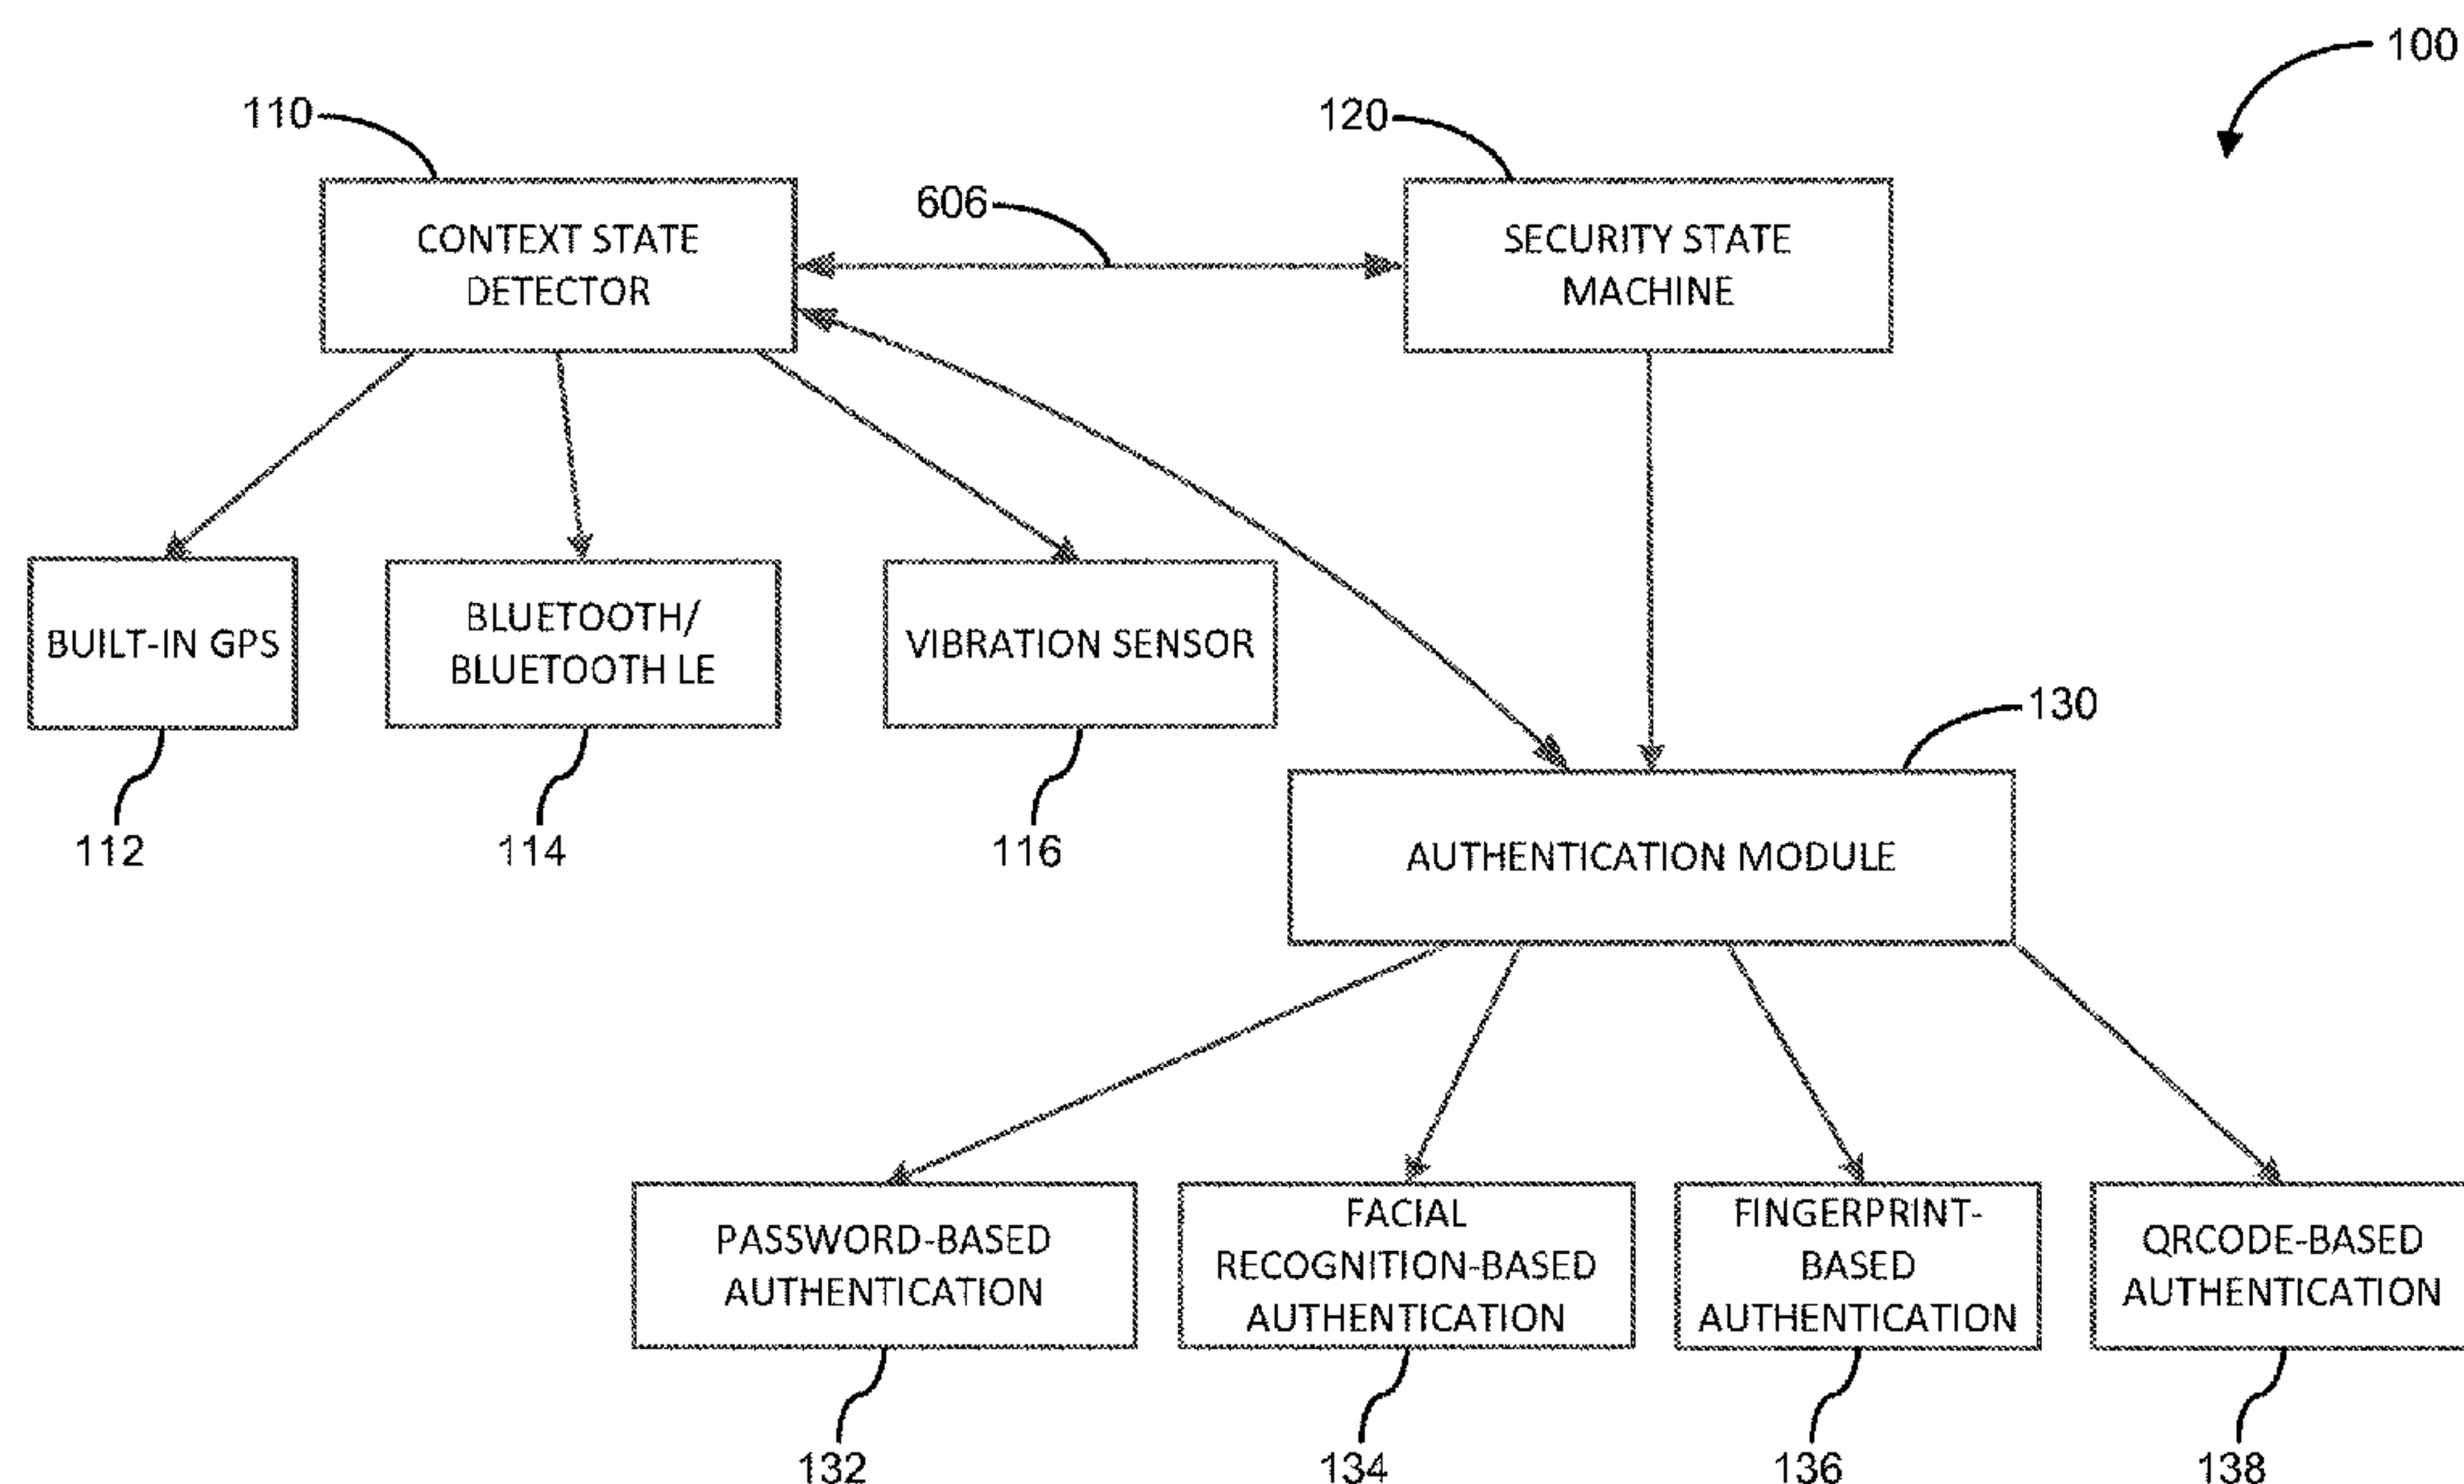 100
110
120
606
CONTEXT STATE
DETECTOR
SECURITY STATE
MACHINE
BUILT-IN GPS
BLUETOOTH/
BLUETOOTH LE
VIBRATION SENSOR
130
112
114
116
AUTHENTICATION MODULE
PASSWORD-BASED
AUTHENTICATION
FACIAL
RECOGNITION-BASED
AUTHENTICATION
FINGERPRINT-
BASED
AUTHENTICATION
QRCODE-BASED
AUTHENTICATION
132
134
136
138